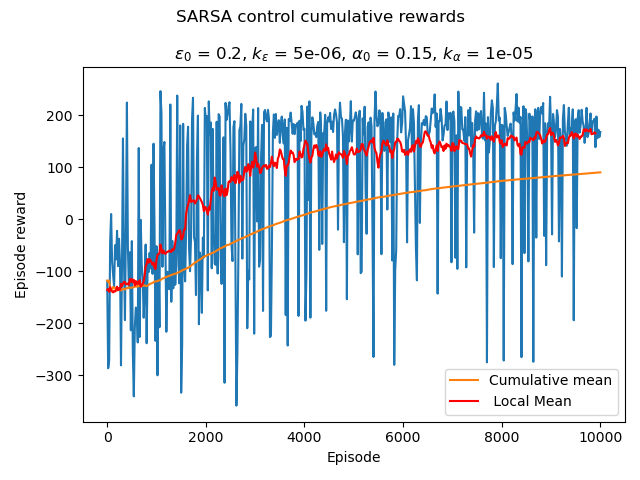 SARSA control cumulative rewards
ε₀ = 0.2, kε = 5e-06, α₀ = 0.15, kα = 1e-05
Episode reward
200
100
0
−100
−200
−300
0
2000
4000
6000
8000
10000
Episode
Cumulative mean
Local Mean